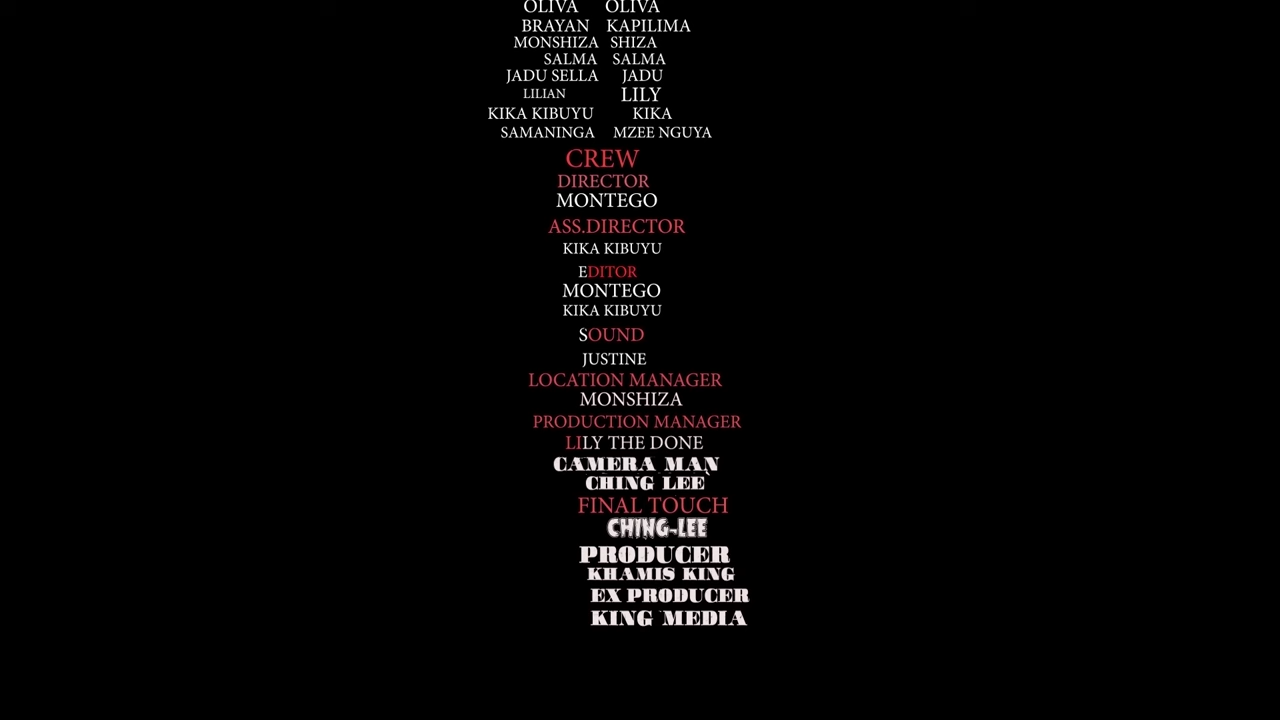 OLIVA OLIVA
BRAYAN KAPILIMA
MONSHIZA SHIZA
SALMA SALMA
JADU SELLA JADU
LILIAN LILY
KIKA KIBUYU KIKA
SAMANINGA MZEE NGUYA
CREW
DIRECTOR
MONTEGO
ASS.DIRECTOR
KIKA KIBUYU
EDITOR
MONTEGO
KIKA KIBUYU
SOUND
JUSTINE
LOCATION MANAGER
MONSHIZA
PRODUCTION MANAGER
LILY THE DONE
CAMERA MAN
CHING LEE`
FINAL TOUCH
CHING-LEE
PRODUCER
KHAMIS KING
EX PRODUCER
KING MEDIA